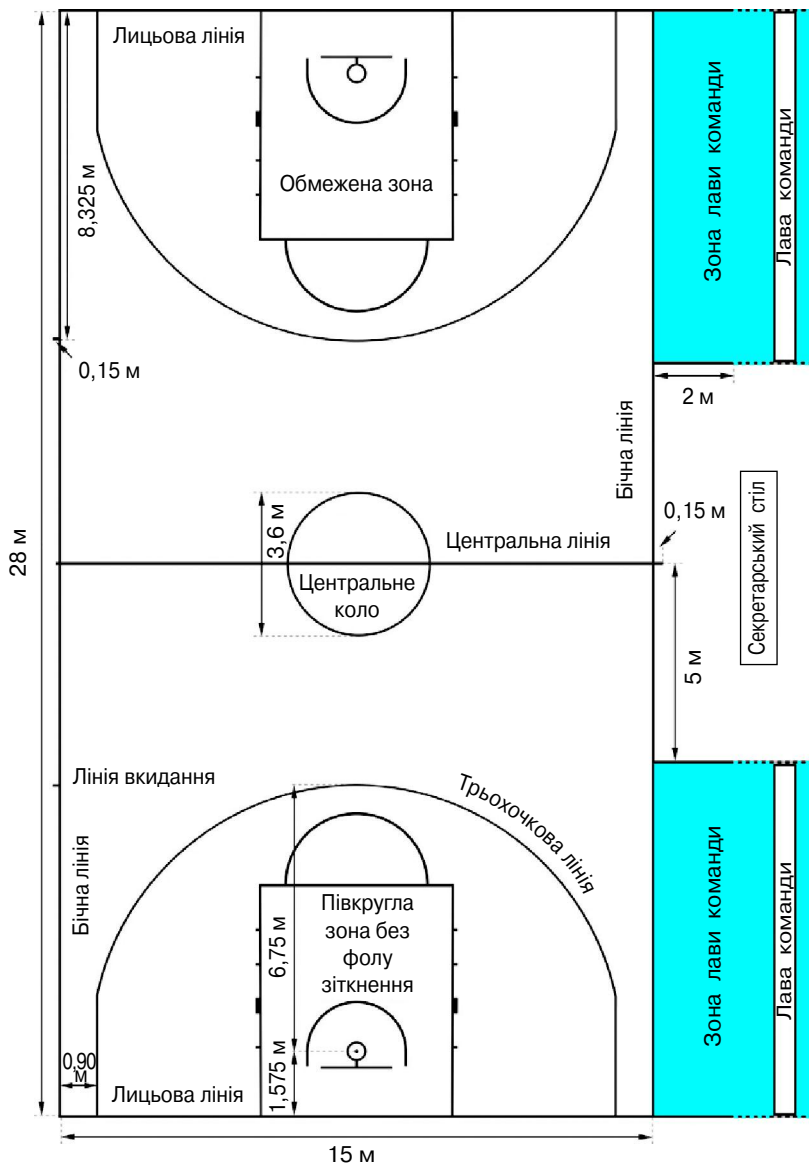 Лицьова лінія
Обмежена зона
8,325 м
0,15 м
Зона лави команди
Лава команди
2 м
Бічна лінія
0,15 м
Секретарський стіл
28 м
3,6 м
Центральна лінія
Центральне
коло
5 м
Лінія вкидання
Трьохочкова лінія
Бічна лінія
6,75 м
Півкругла
зона без
фолу
зіткнення
Зона лави команди
Лава команди
0,90
м
1,575 м
Лицьова лінія
15 м